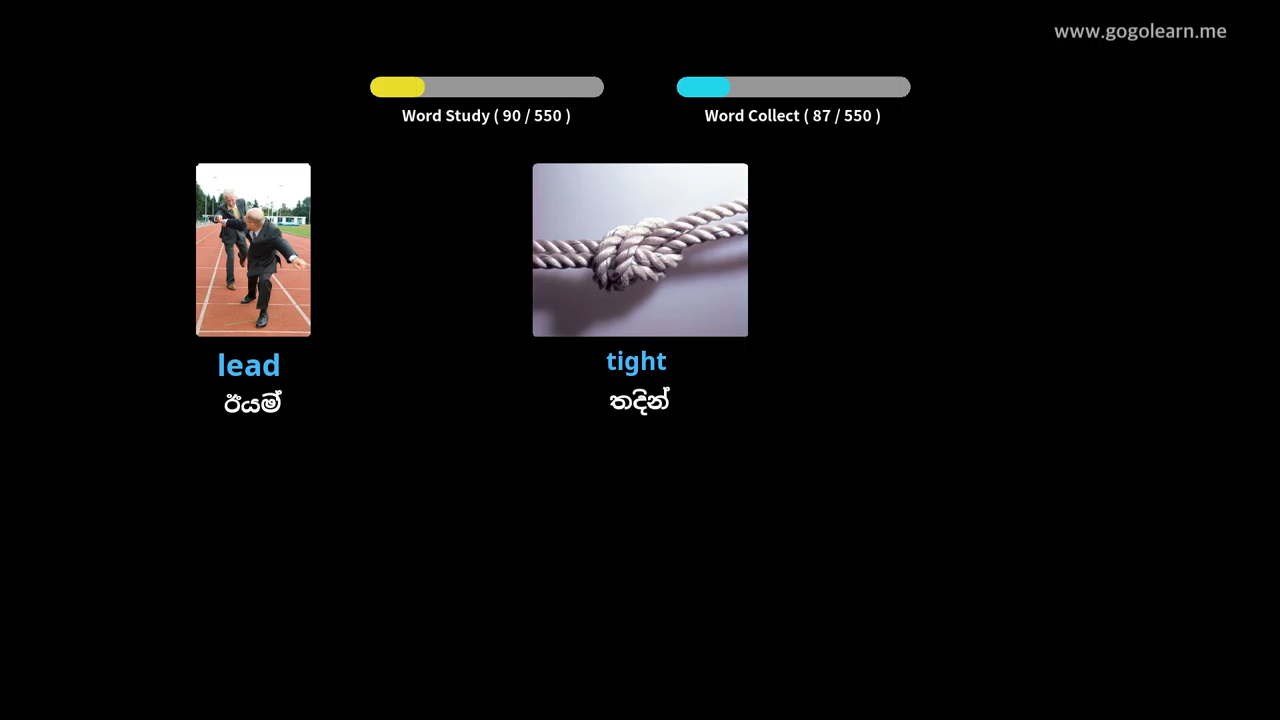 www.gogolearn.me
Word Study ( 90 / 550 )
Word Collect ( 87 / 550 )
lead
ඊයම්
tight
තදින්